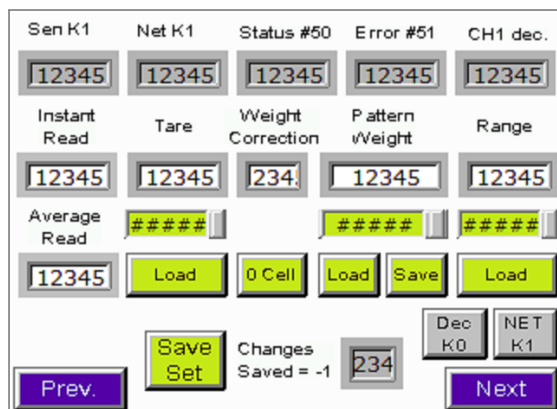 Sen K1
Net K1
Status #50
Error #51
CH1 dec.
12345
12345
12345
12345
12345
Instant
Read
Tare
Weight
Correction
Pattern
Weight
Range
12345
12345
234
12345
12345
Average
Read
#####
#####
#####
12345
Load
0 Cell
Load
Save
Load
Dec
K0
NET
K1
Save
Set
Changes
Saved = -1
234
Prev.
Next